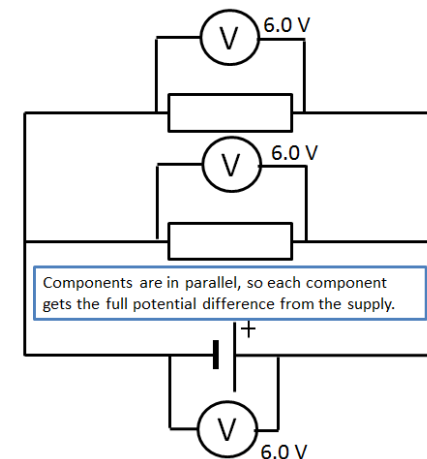 6.0 V
V
6.0 V
V
Components are in parallel, so each component
gets the full potential difference from the supply.
+
V
6.0 V